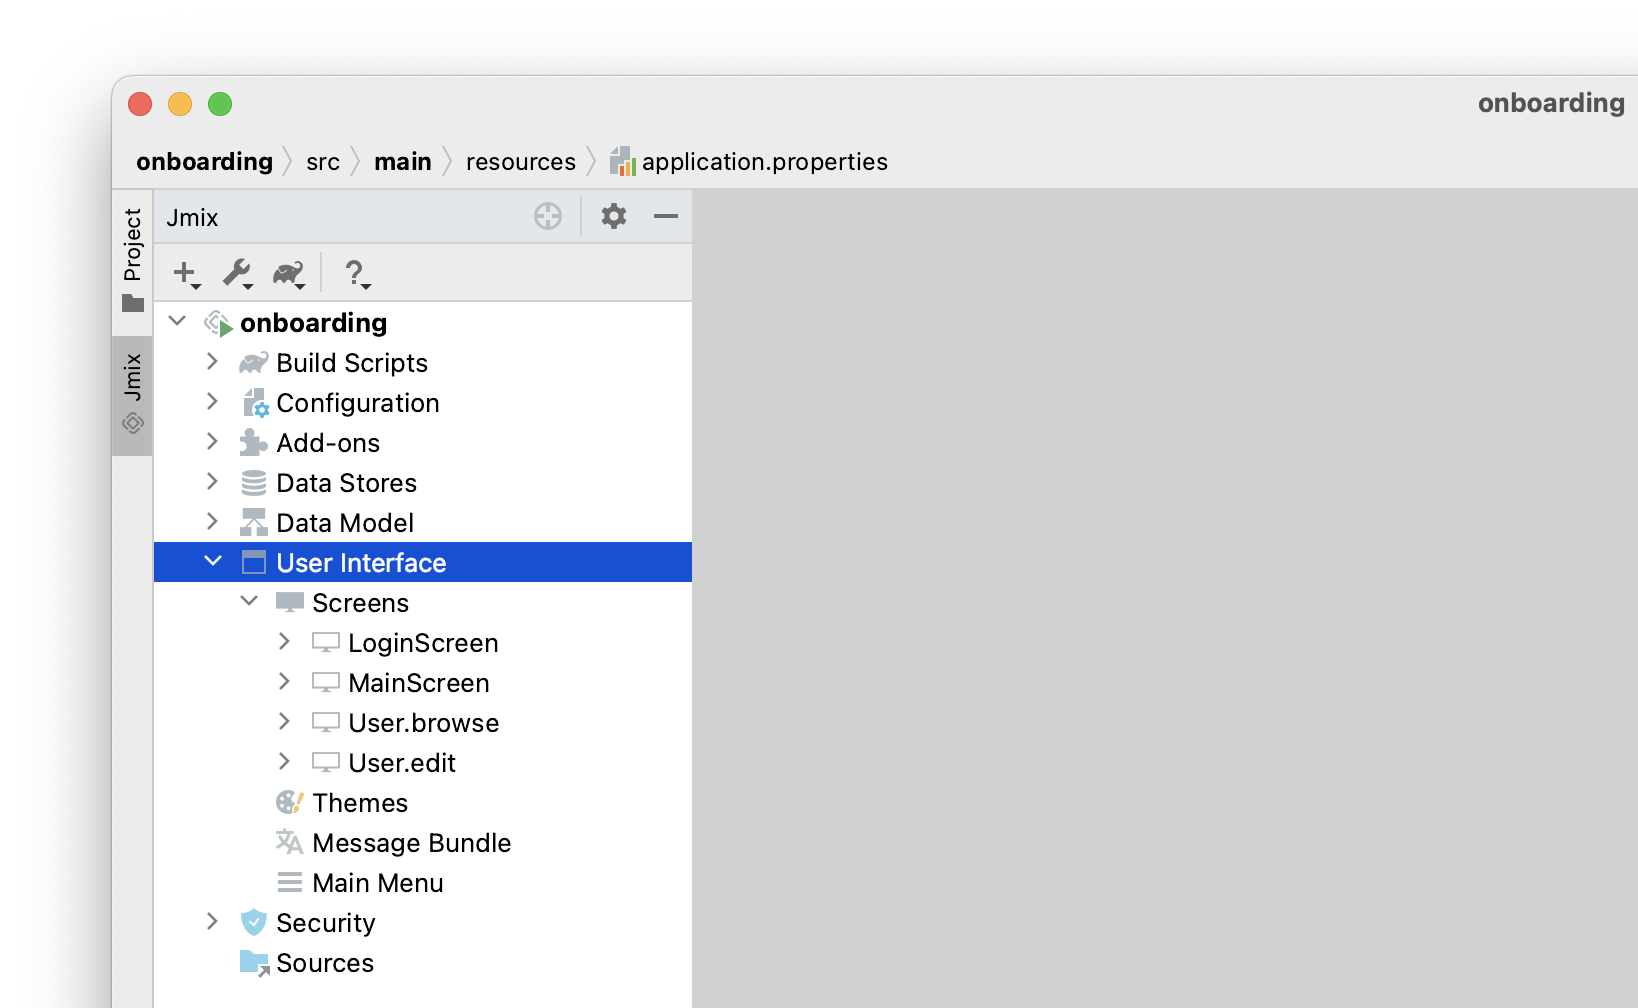 onboarding
onboarding src main resources application.properties
Project
Jmix
Jmix
?
onboarding
Build Scripts
Configuration
Add-ons
Data Stores
Data Model
User Interface
Screens
LoginScreen
MainScreen
User.browse
User.edit
Themes
Message Bundle
Main Menu
Security
Sources